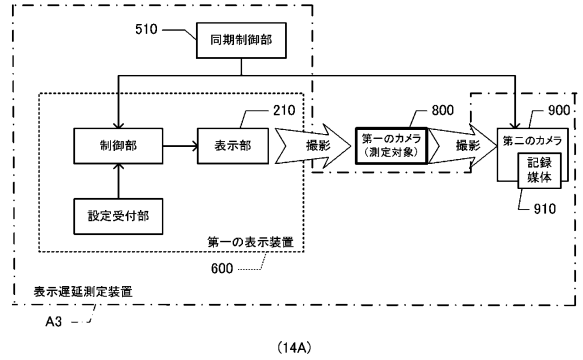 510
同期制御部
210
800
900
制御部
表示部
撮影
第一のカメラ
(測定対象)
撮影
第二のカメラ
記録
媒体
設定受付部
910
第一の表示装置
600
表示遅延測定装置
A3
(14A)